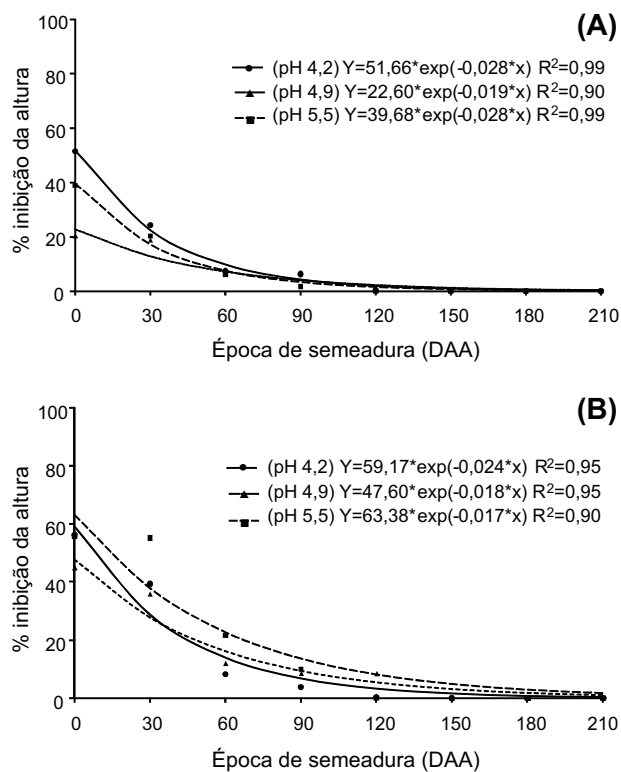 (A)
100
80
60
40
20
0
% inibição da altura
(pH 4,2) Y=51,66*exp(-0,028*x) R²=0,99
(pH 4,9) Y=22,60*exp(-0,019*x) R²=0,90
(pH 5,5) Y=39,68*exp(-0,028*x) R²=0,99
0 30 60 90 120 150 180 210
Época de semeadura (DAA)
(B)
100
80
60
40
20
0
% inibição da altura
(pH 4,2) Y=59,17*exp(-0,024*x) R²=0,95
(pH 4,9) Y=47,60*exp(-0,018*x) R²=0,95
(pH 5,5) Y=63,38*exp(-0,017*x) R²=0,90
0 30 60 90 120 150 180 210
Época de semeadura (DAA)